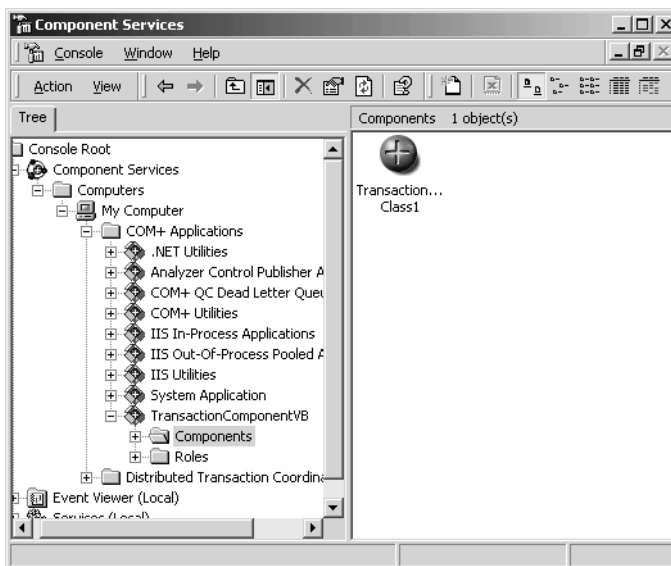 Component Services
Console Window Help
Action View
Tree
Components 1 object(s)
Console Root
Component Services
Computers
My Computer
COM+ Applications
.NET Utilities
Analyzer Control Publisher A
COM+ QC Dead Letter Queu
COM+ Utilities
IIS In-Process Applications
IIS Out-Of-Process Pooled A
IIS Utilities
System Application
TransactionComponentVB
Components
Roles
Distributed Transaction Coordina
Event Viewer (Local)
Services (Local)
Transaction...
Class1